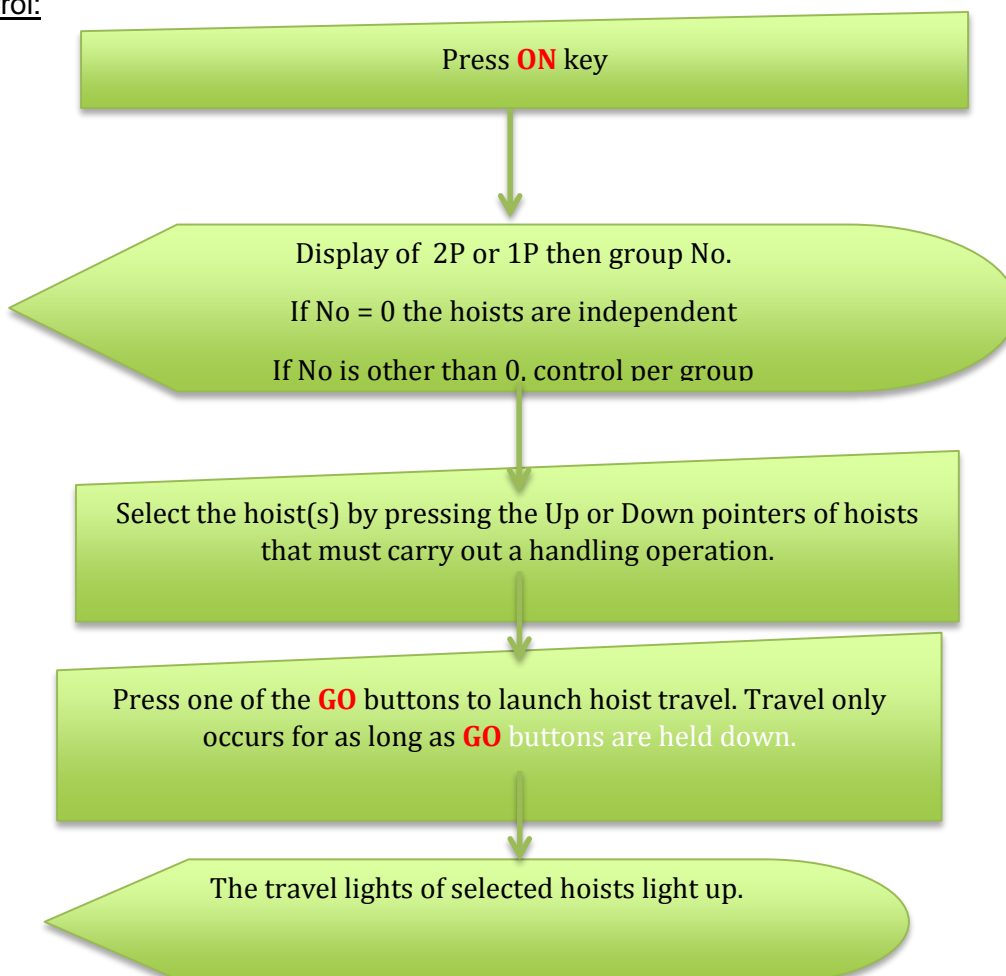 rol:
Press ON key
Display of 2P or 1P then group No.
If No = 0 the hoists are independent
If No is other than 0, control per group
Select the hoist(s) by pressing the Up or Down pointers of hoists
that must carry out a handling operation.
Press one of the GO buttons to launch hoist travel. Travel only
occurs for as long as GO buttons are held down.
The travel lights of selected hoists light up.